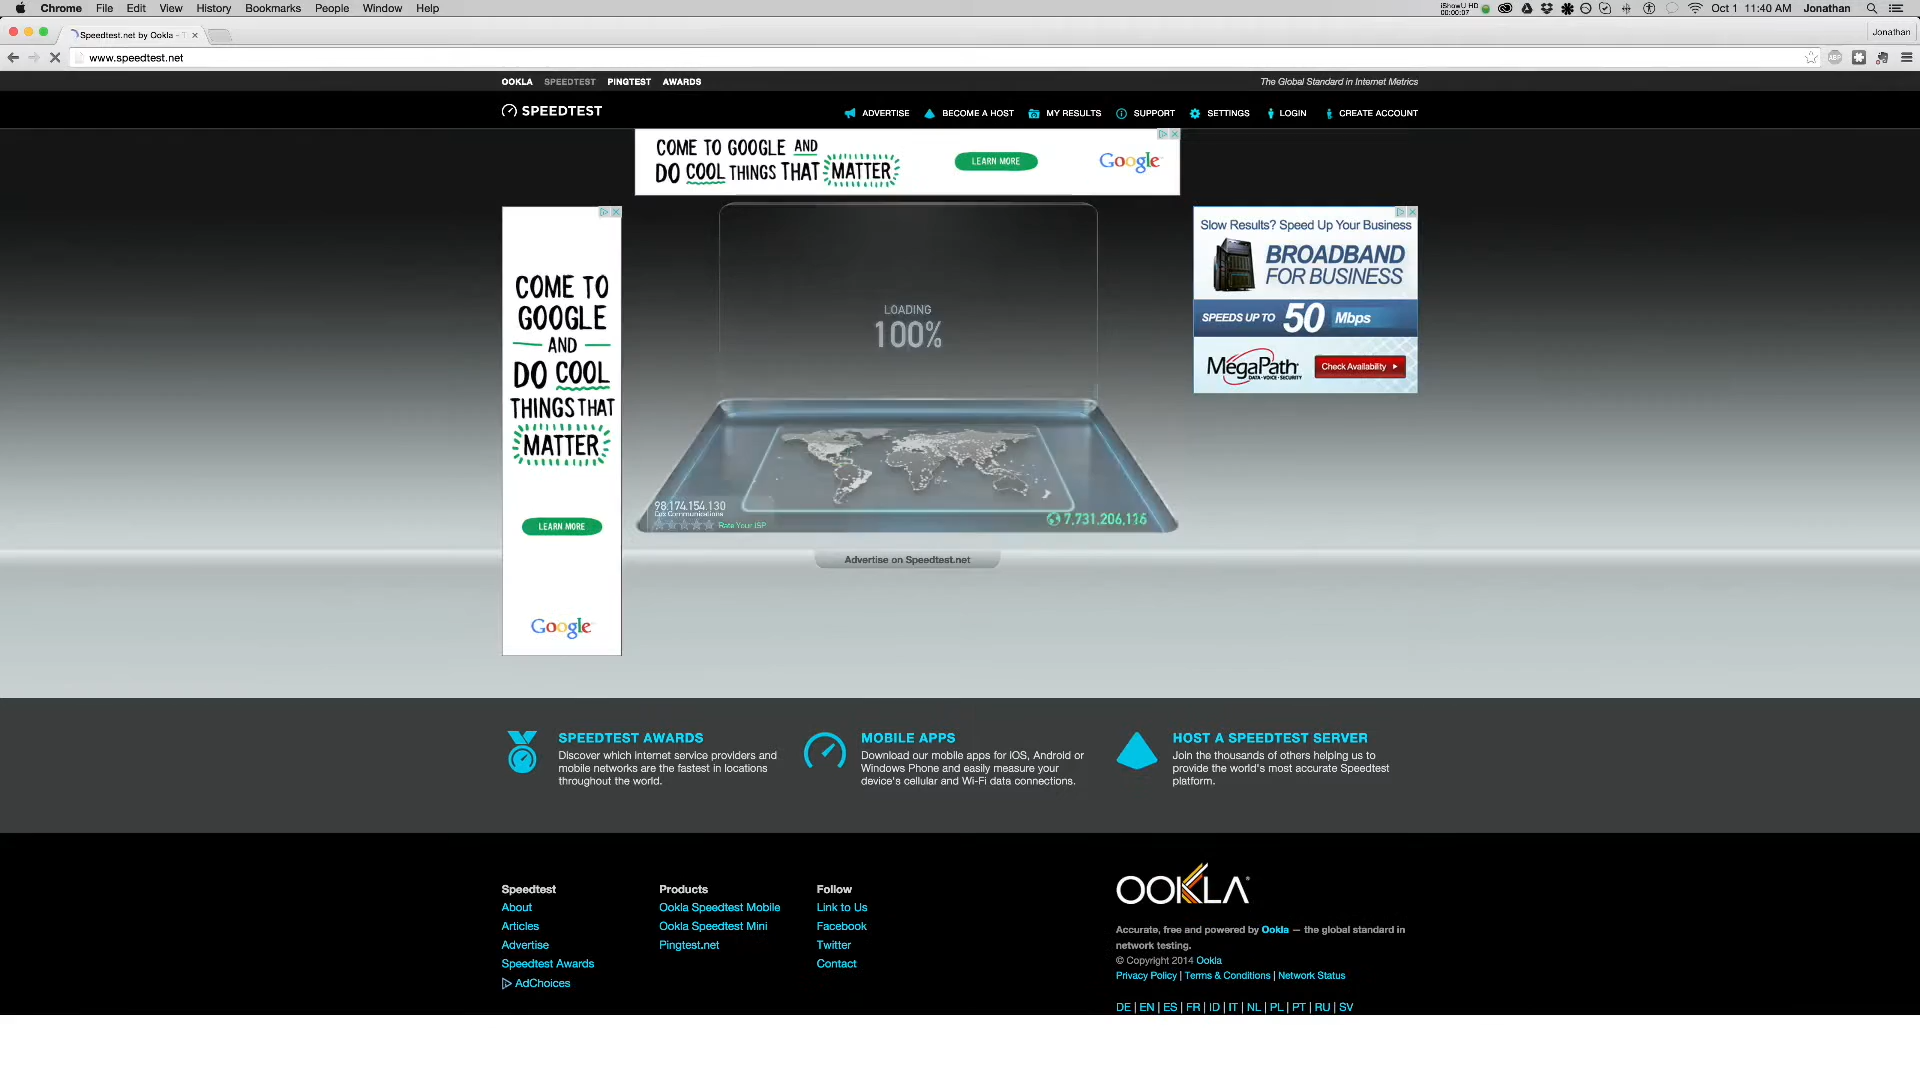 Chrome File Edit View History Bookmarks People Window Help
iShowU HD
00:00:07
Oct 1 11:40 AM Jonathan
Speedtest.net by Ookla -
Jonathan
www.speedtest.net
ABP
OOKLA SPEEDTEST PINGTEST AWARDS
The Global Standard in Internet Metrics
SPEEDTEST
ADVERTISE BECOME A HOST MY RESULTS SUPPORT SETTINGS LOGIN CREATE ACCOUNT
COME TO GOOGLE AND
DO COOL THINGS THAT MATTER
LEARN MORE
Google
COME TO
GOOGLE
AND
DO COOL
THINGS THAT
MATTER
LEARN MORE
Google
LOADING
100%
98.174.154.130
Cox Communications
Rate Your ISP
7,731,206,116
Advertise on Speedtest.net
Slow Results? Speed Up Your Business
BROADBAND
FOR BUSINESS
SPEEDS UP TO 50 Mbps
MegaPath
DATA · VOICE · SECURITY
Check Availability
SPEEDTEST AWARDS
Discover which internet service providers and
mobile networks are the fastest in locations
throughout the world.
MOBILE APPS
Download our mobile apps for iOS, Android or
Windows Phone and easily measure your
device's cellular and Wi-Fi data connections.
HOST A SPEEDTEST SERVER
Join the thousands of others helping us to
provide the world's most accurate Speedtest
platform.
Speedtest
About
Articles
Advertise
Speedtest Awards
AdChoices
Products
Ookla Speedtest Mobile
Ookla Speedtest Mini
Pingtest.net
Follow
Link to Us
Facebook
Twitter
Contact
OOKLA®
Accurate, free and powered by Ookla — the global standard in
network testing.
© Copyright 2014 Ookla
Privacy Policy | Terms & Conditions | Network Status
DE | EN | ES | FR | ID | IT | NL | PL | PT | RU | SV